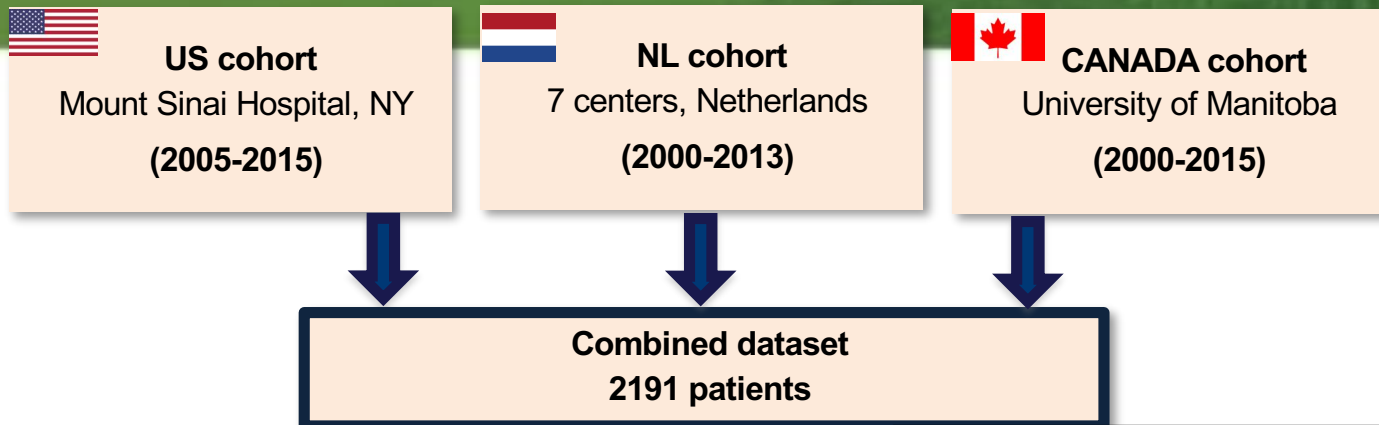 US cohort
Mount Sinai Hospital, NY
(2005-2015)
NL cohort
7 centers, Netherlands
(2000-2013)
CANADA cohort
University of Manitoba
(2000-2015)
Combined dataset
2191 patients